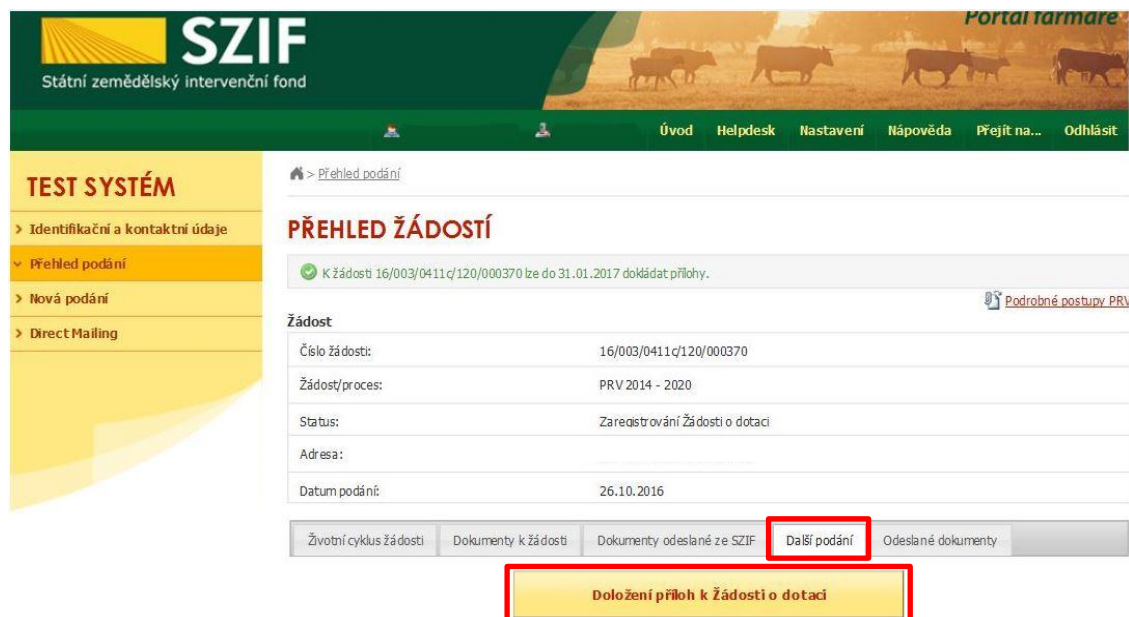 Portál farmáře
SZIF
Státní zemědělský intervenční fond
Úvod Helpdesk Nastavení Nápověda Přejít na... Odhlásit
TEST SYSTÉM
> Přehled podání
Identifikační a kontaktní údaje
PŘEHLED ŽÁDOSTÍ
Přehled podání
K žádosti 16/003/0411c/120/000370 lze do 31.01.2017 dokládat přílohy.
Nová podání
Podrobné postupy PRV
Direct Mailing
Žádost
Číslo žádosti: 16/003/0411c/120/000370
Žádost/proces: PRV 2014 - 2020
Status: Zaregistrování Žádosti o dotaci
Adresa:
Datum podání: 26.10.2016
Životní cyklus žádosti Dokumenty k žádosti Dokumenty odeslané ze SZIF Další podání Odeslané dokumenty
Doložení příloh k Žádosti o dotaci